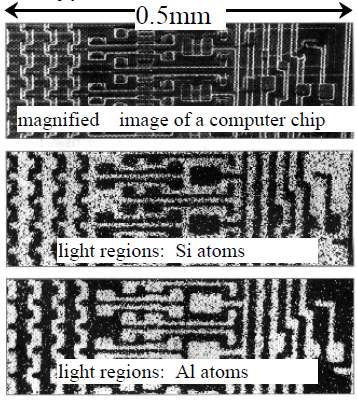 0.5mm
magnified image of a computer chip
light regions: Si atoms
light regions: Al atoms